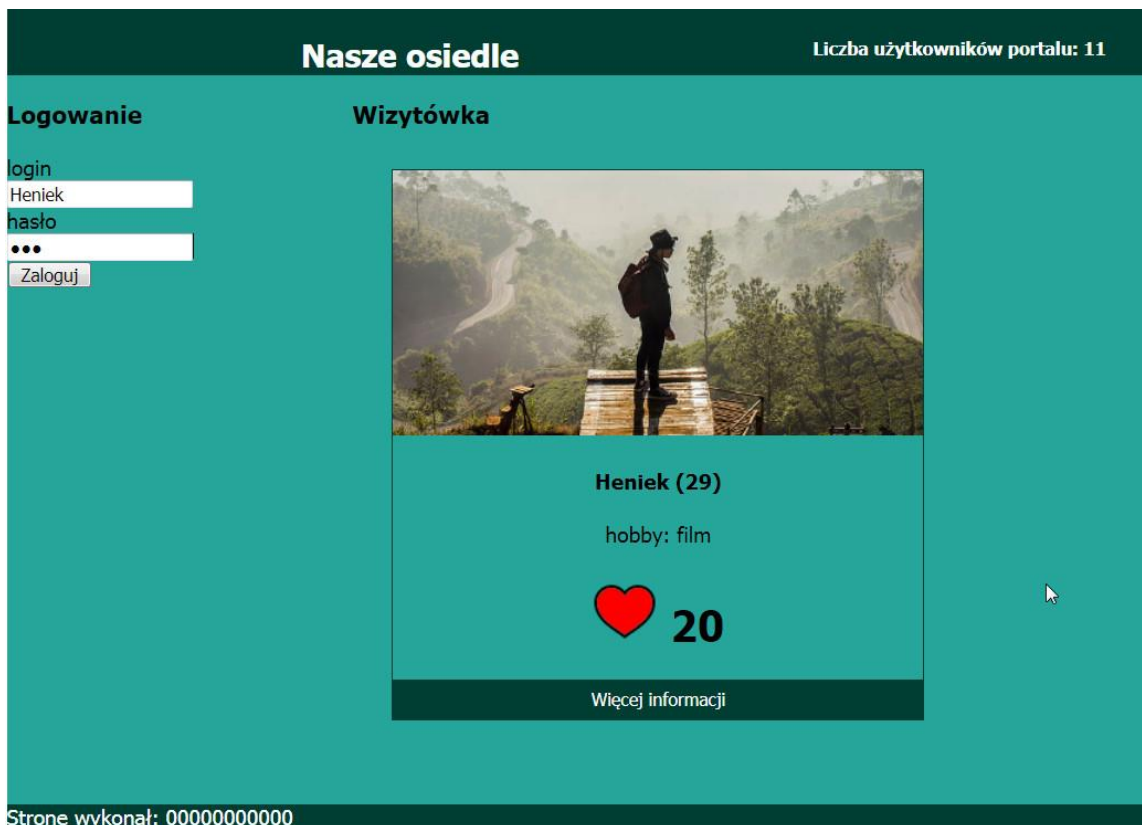 Nasze osiedle
Liczba użytkowników portalu: 11
Logowanie
login
Heniek
hasło
Zaloguj
Wizytówka
Heniek (29)
hobby: film
20
Więcej informacji
Stronę wykonał: 00000000000